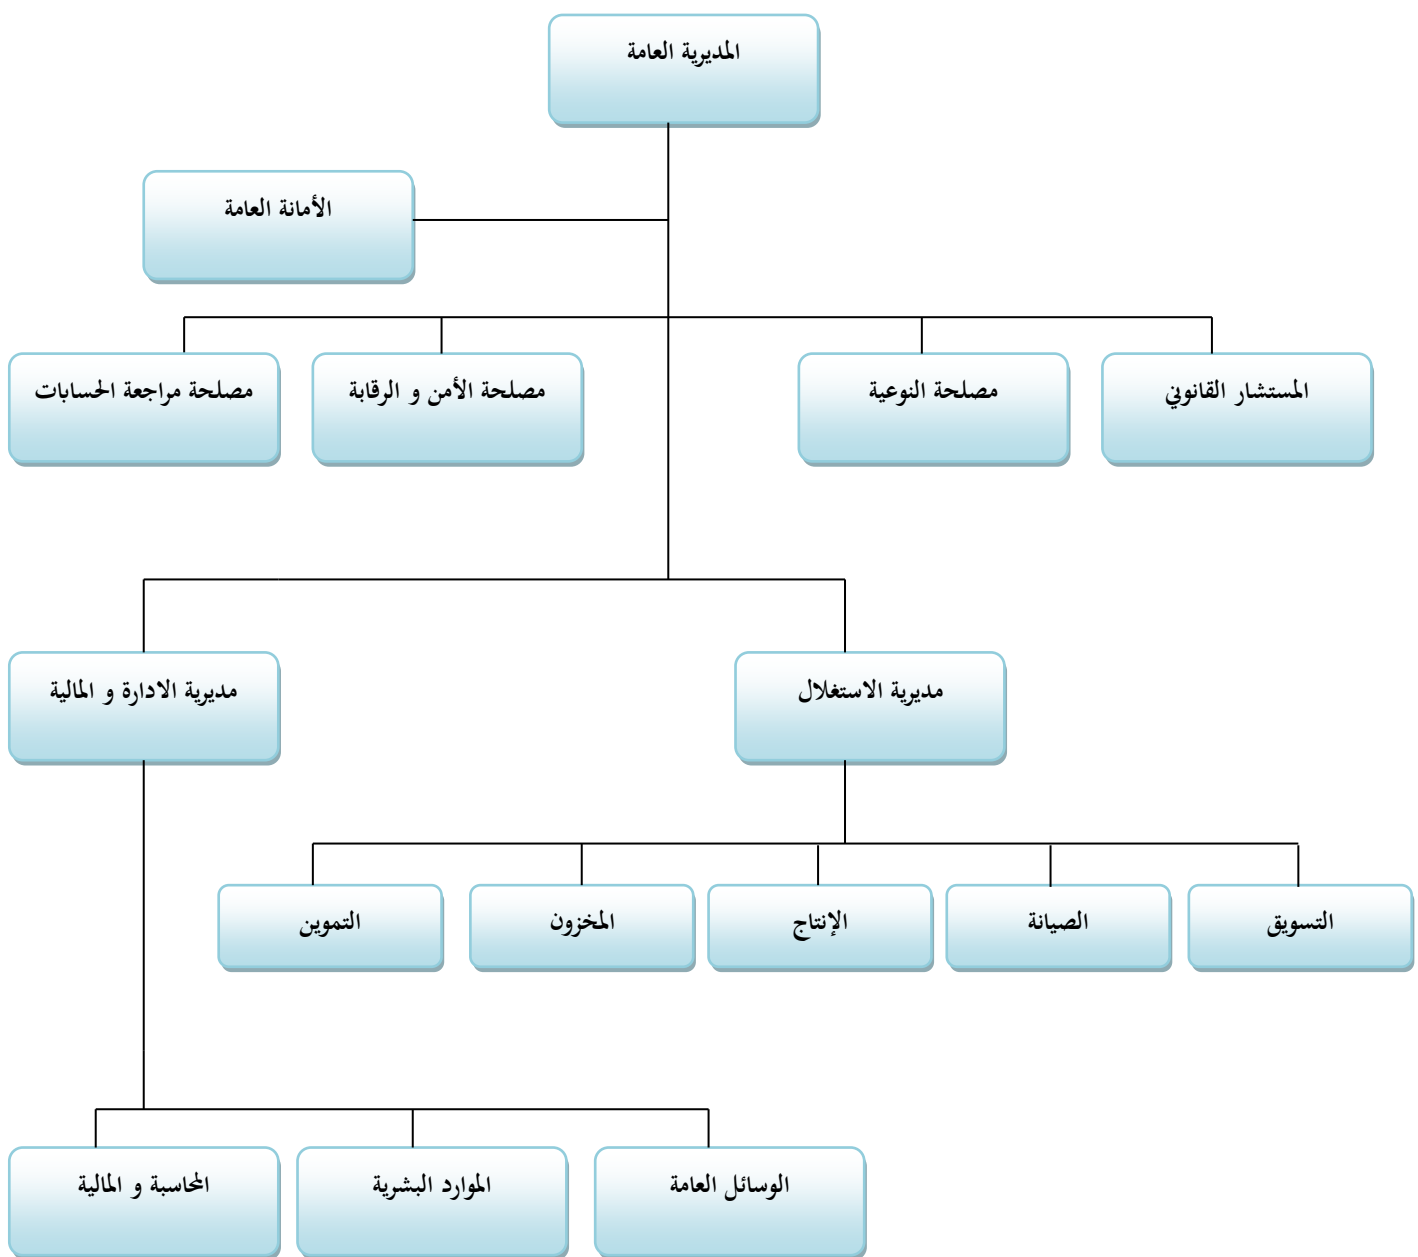 المديرية العامة
الأمانة العامة
المستشار القانوني
مصلحة النوعية
مصلحة الأمن و الرقابة
مصلحة مراجعة الحسابات
مديرية الاستغلال
مديرية الادارة و المالية
التسويق
الصيانة
الإنتاج
المخزون
التموين
الوسائل العامة
الموارد البشرية
المحاسبة و المالية